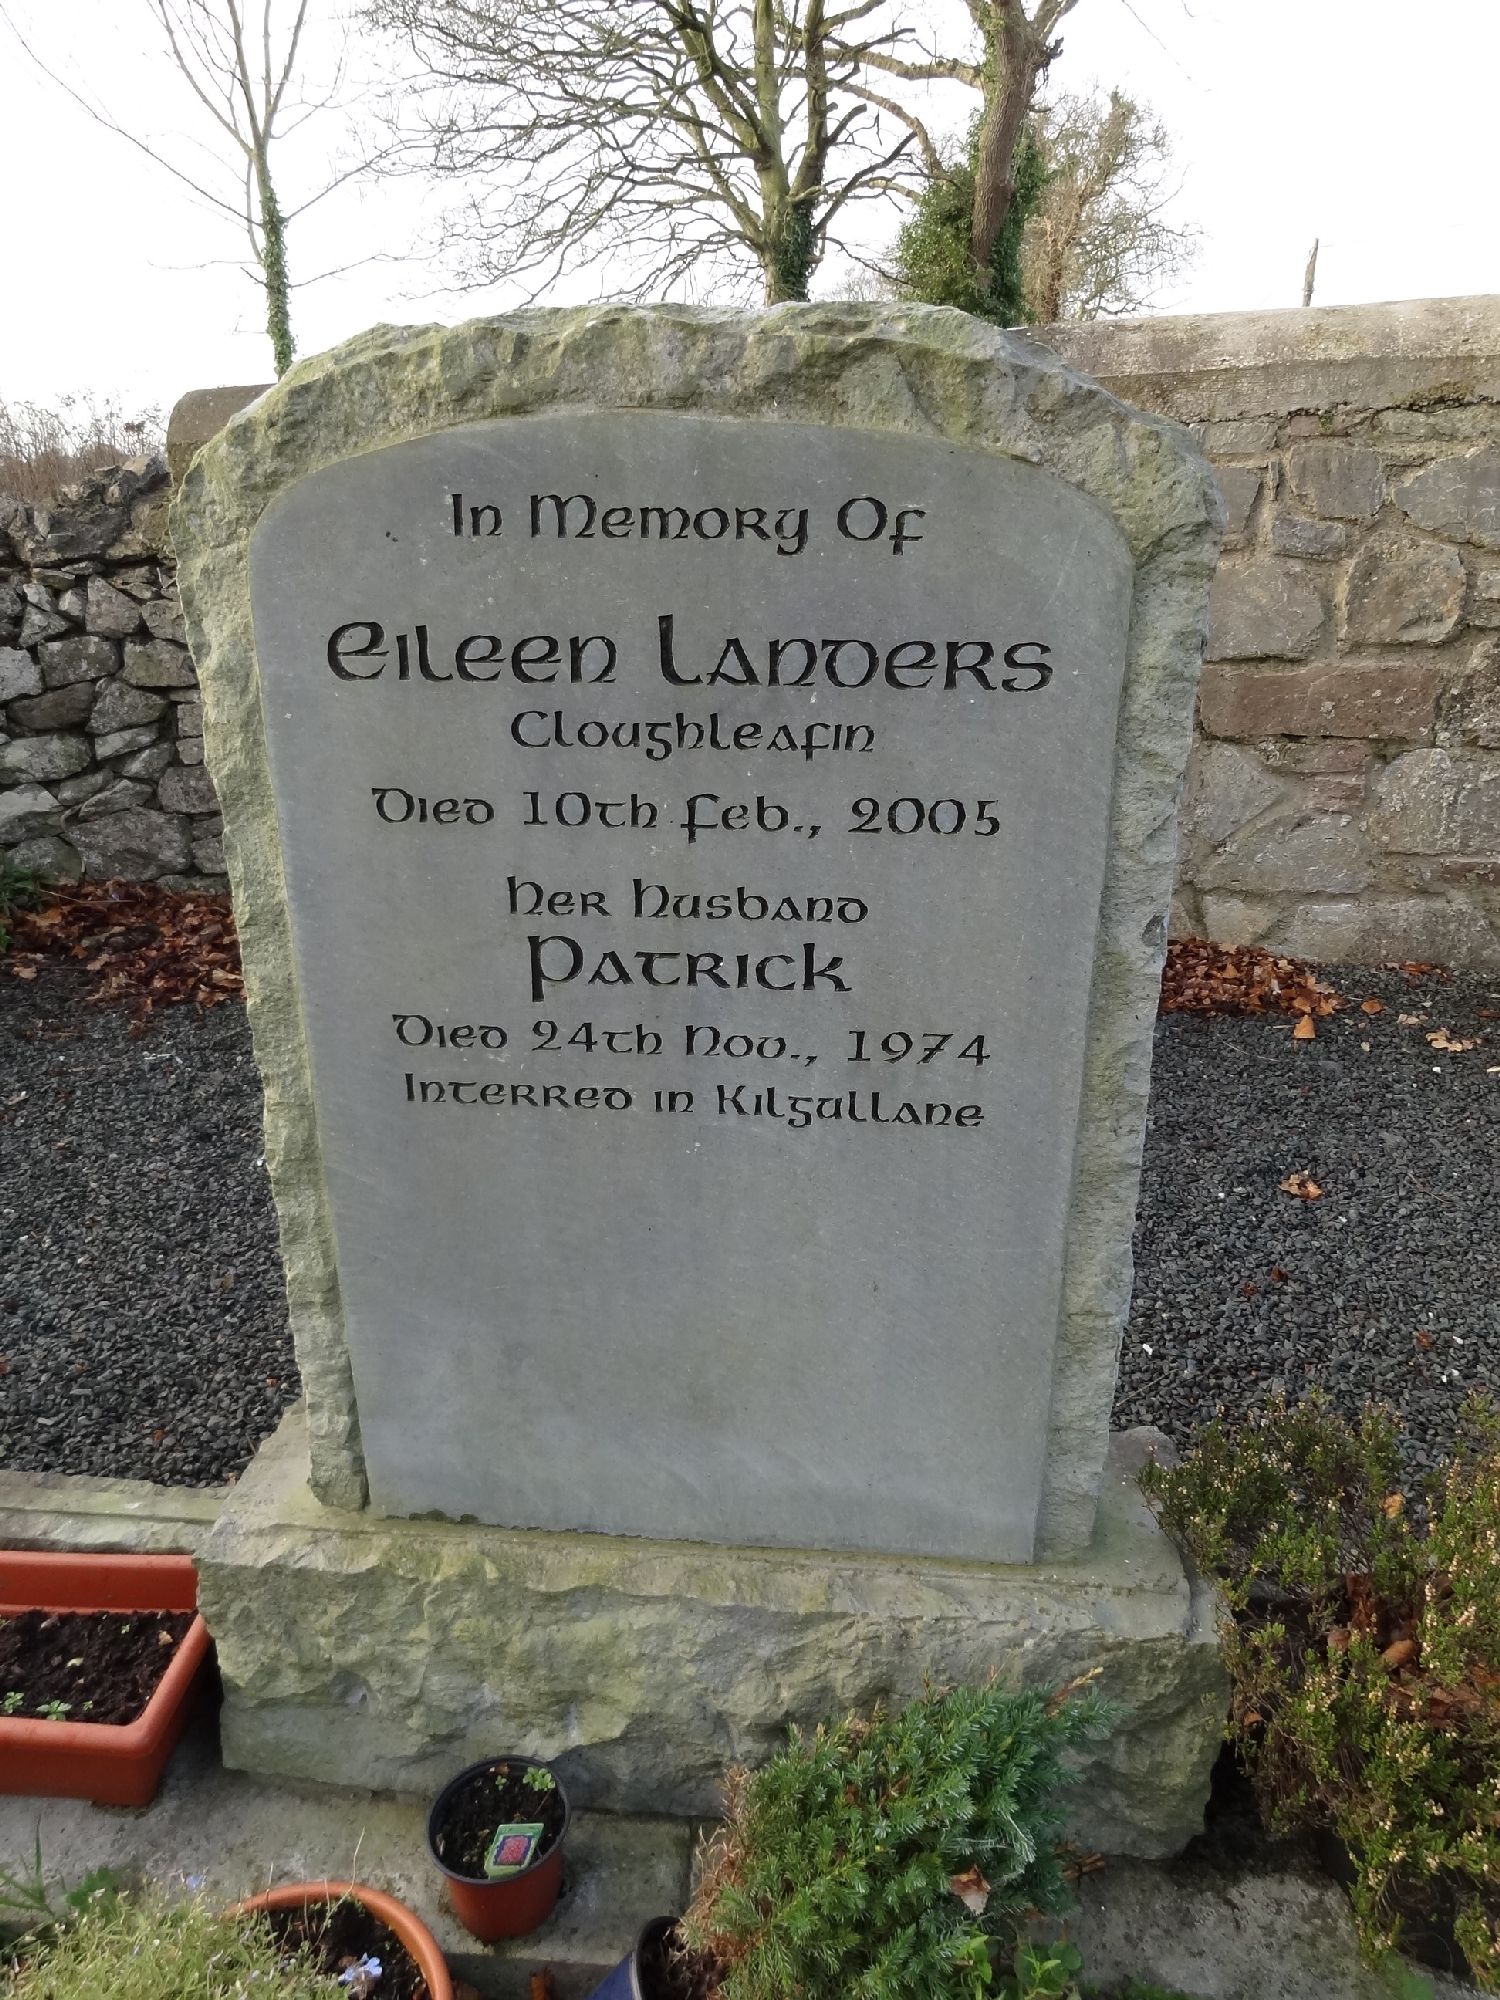 In Memory Of
Eileen Landers
Cloughleafin
Died 10th Feb., 2005
Her Husband
Patrick
Died 24th Nov., 1974
Interred in Kilgullane